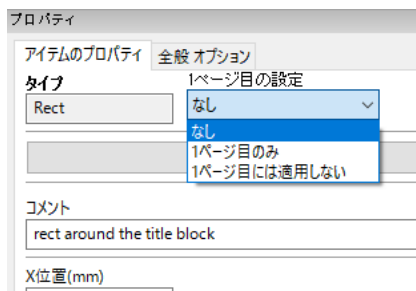 プロパティ
アイテムのプロパティ 全般 オプション
タイプ 1ページ目の設定
Rect なし
なし
1ページ目のみ
1ページ目には適用しない
コメント
rect around the title block
X位置(mm)